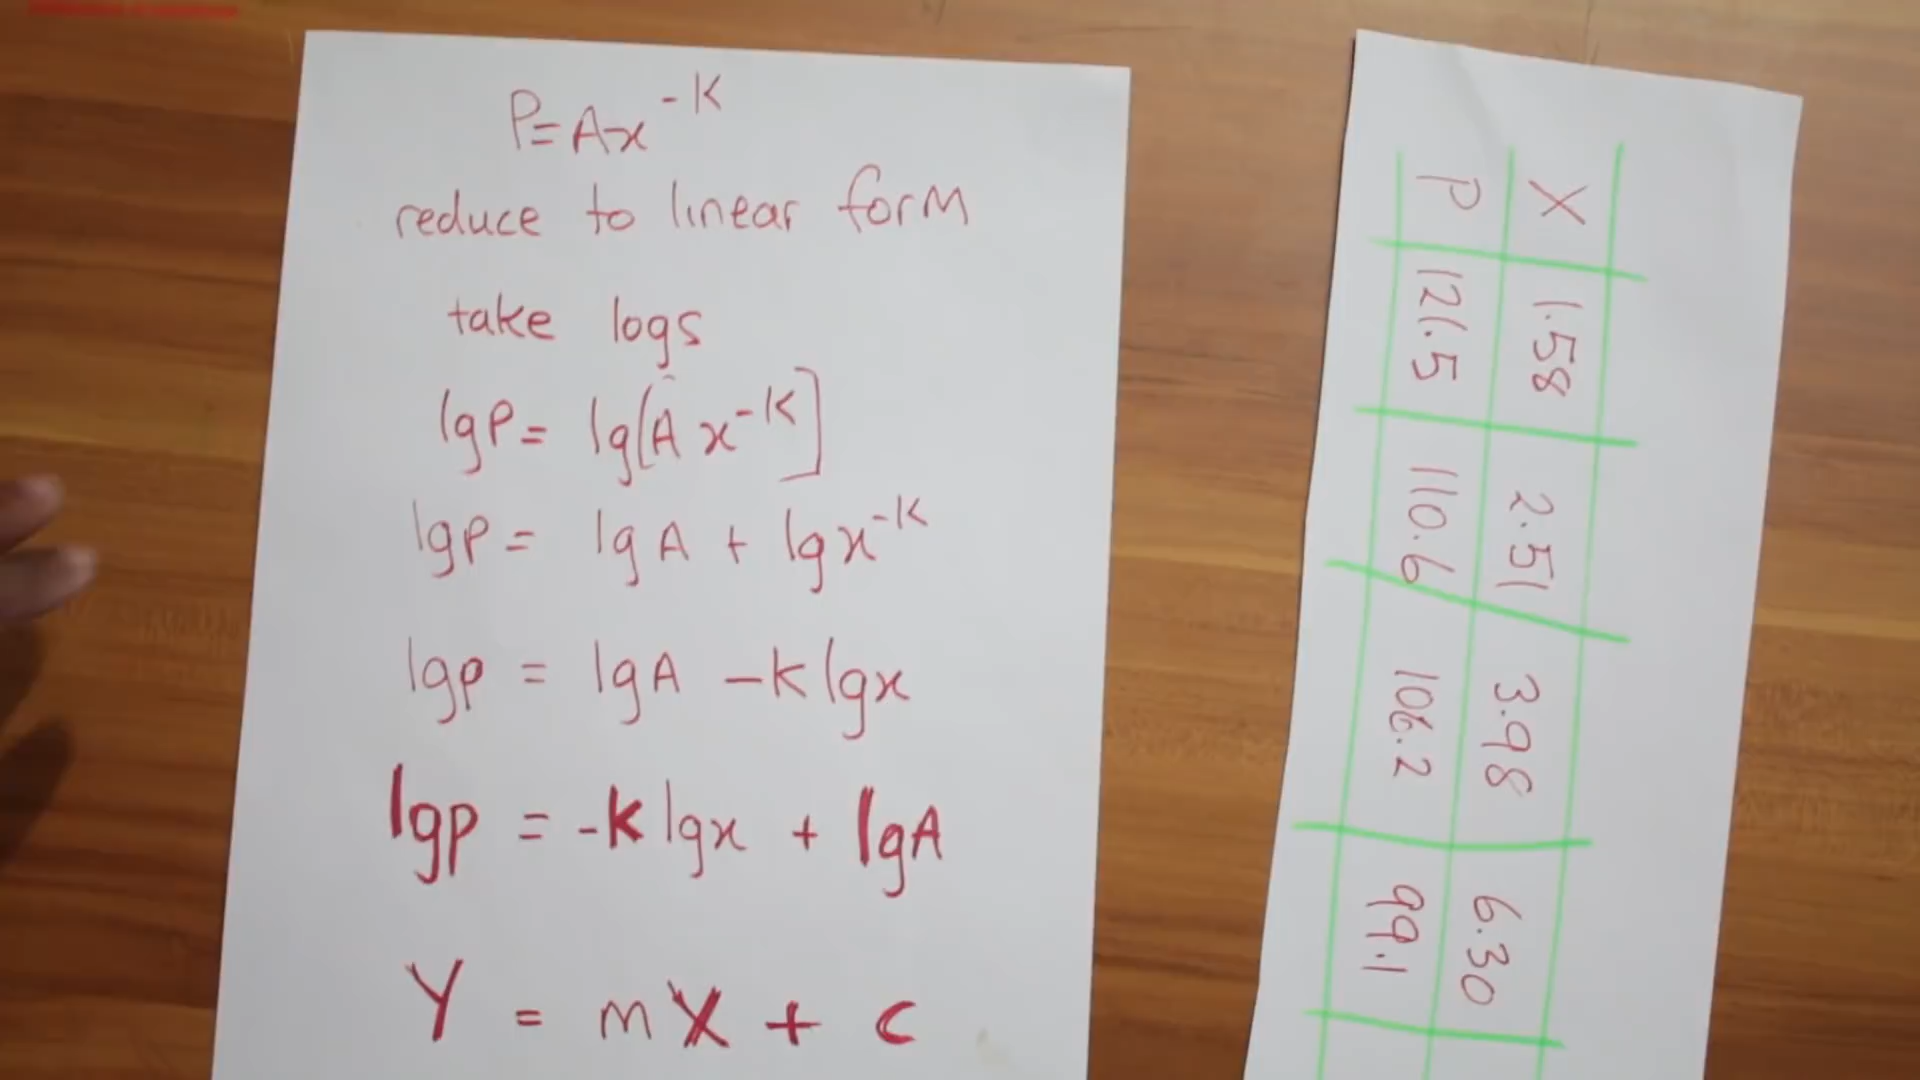 P=Ax^-K
reduce to linear form
take logs
lgP= lg[A x^-K]
lgp= lgA + lgx^-K
lgp = lgA -K lgx
lgp = -K lgx + lgA
Y = mX + c
X 1.58 2.51 3.98 6.30
P 121.5 110.6 106.2 99.1